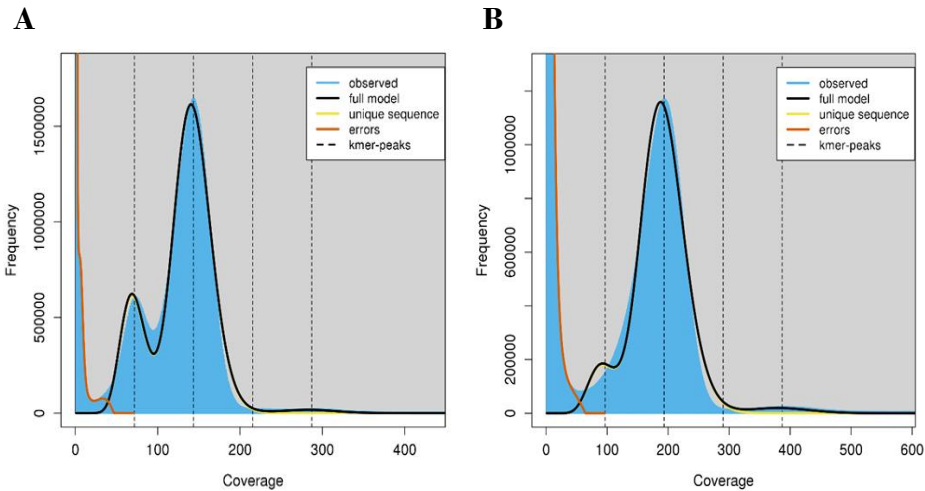 A
B
observed
full model
unique sequence
errors
kmer-peaks
Frequency
0
500000
1000000
1500000
0
100
200
300
400
Coverage
observed
full model
unique sequence
errors
kmer-peaks
Frequency
0
200000
600000
1000000
0
100
200
300
400
500
600
Coverage